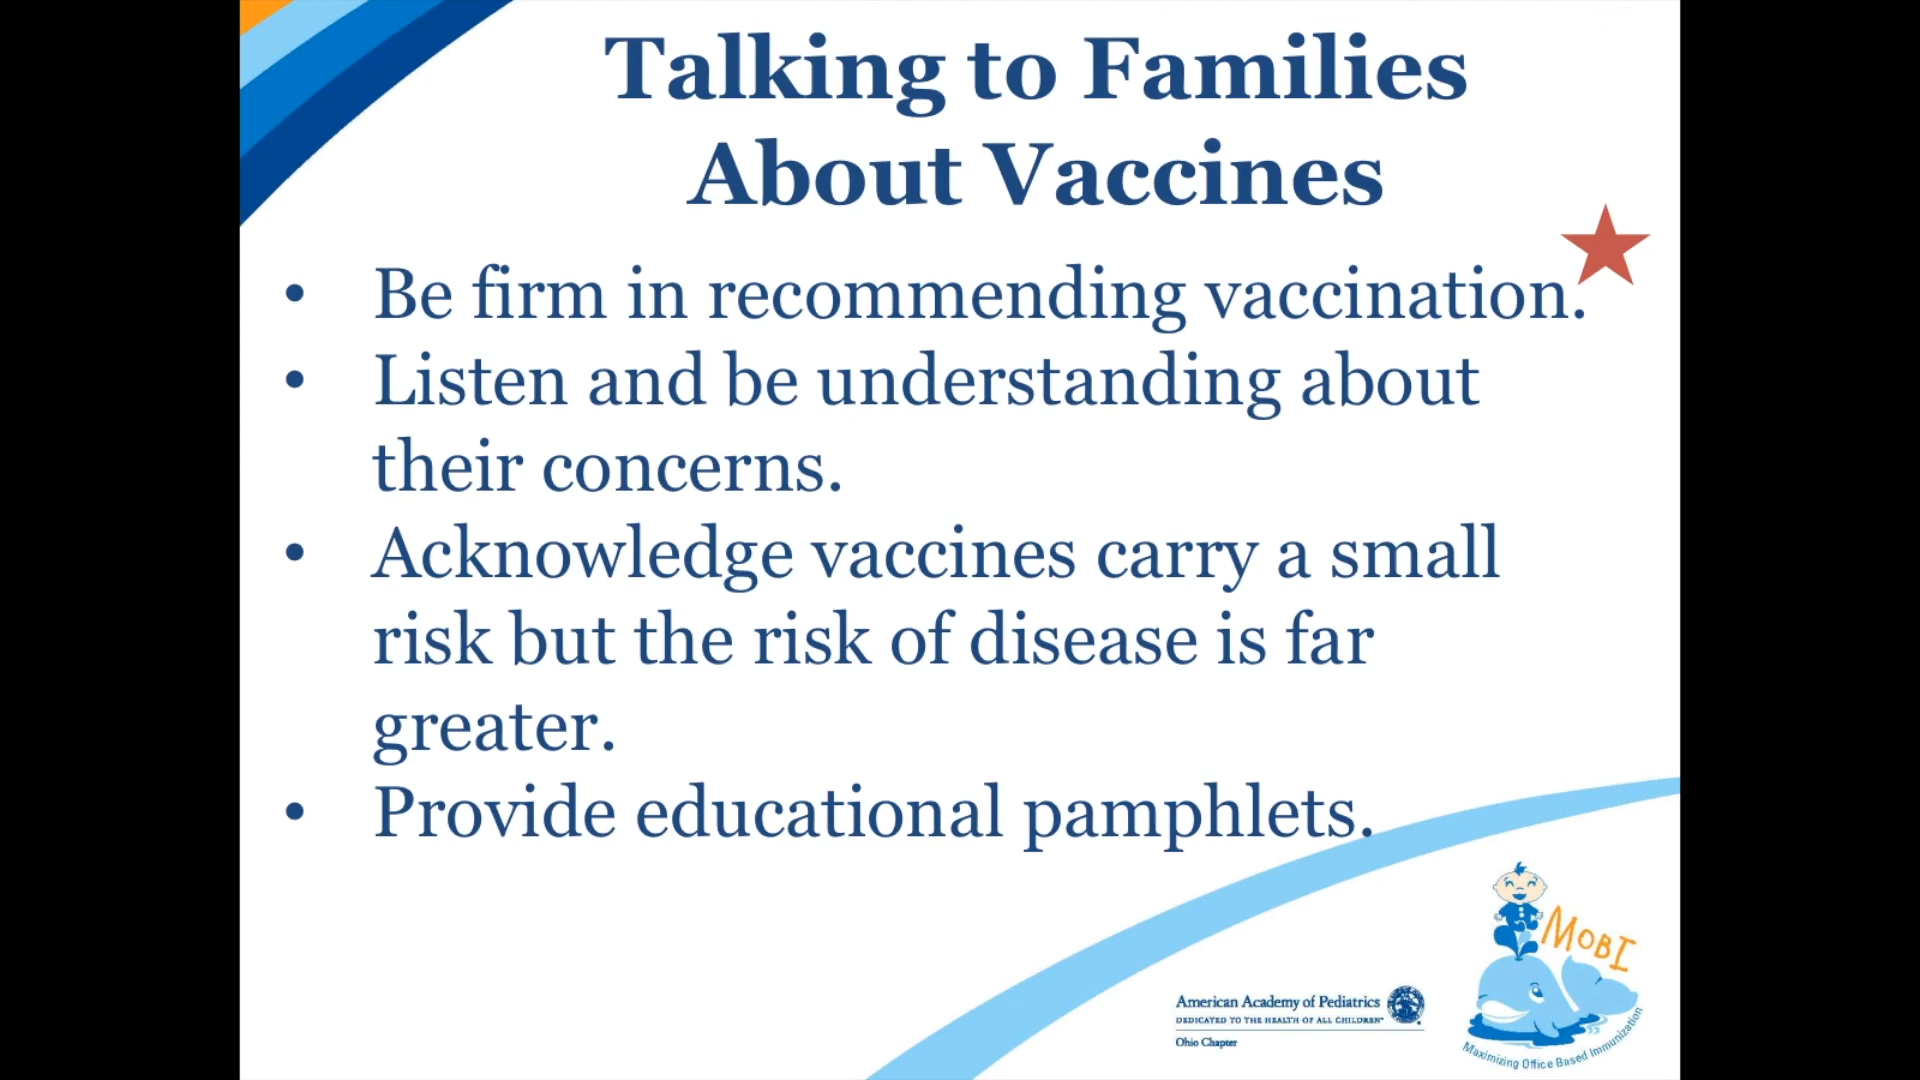 Talking to Families
About Vaccines
• Be firm in recommending vaccination.
• Listen and be understanding about
their concerns.
• Acknowledge vaccines carry a small
risk but the risk of disease is far
greater.
• Provide educational pamphlets.
MOBI
American Academy of Pediatrics
DEDICATED TO THE HEALTH OF ALL CHILDREN™
Ohio Chapter
Maximizing Office Based Immunization